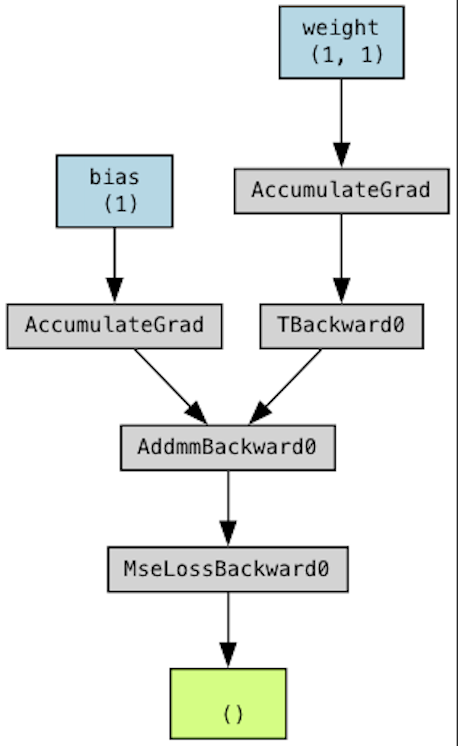 weight
(1, 1)
AccumulateGrad
bias
(1)
AccumulateGrad
TBackward0
AddmmBackward0
MseLossBackward0
()